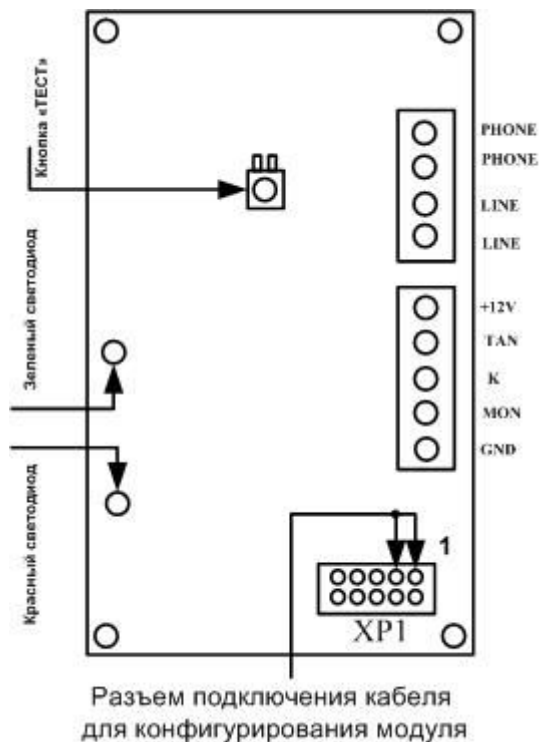 Кнопка «ТЕСТ»
PHONE
PHONE
LINE
LINE
Зеленый светодиод
+12V
TAN
K
MON
GND
Красный светодиод
1
XP1
Разъем подключения кабеля
для конфигурирования модуля